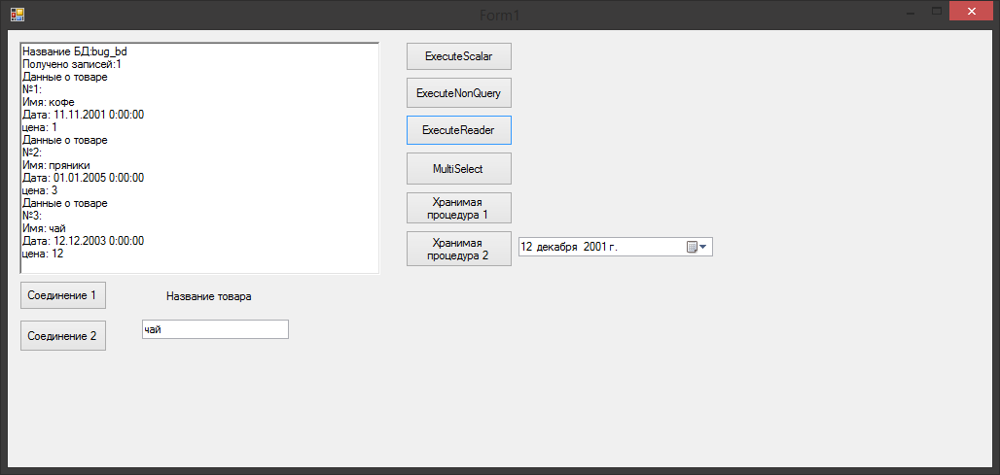 Form1
Название БД:bug_bd
Получено записей:1
Данные о товаре
№1:
Имя: кофе
Дата: 11.11.2001 0:00:00
цена: 1
Данные о товаре
№2:
Имя: пряники
Дата: 01.01.2005 0:00:00
цена: 3
Данные о товаре
№3:
Имя: чай
Дата: 12.12.2003 0:00:00
цена: 12
ExecuteScalar
ExecuteNonQuery
ExecuteReader
MultiSelect
Хранимая
процедура 1
Хранимая
процедура 2
12 декабря 2001 г.
Соединение 1
Название товара
Соединение 2
чай